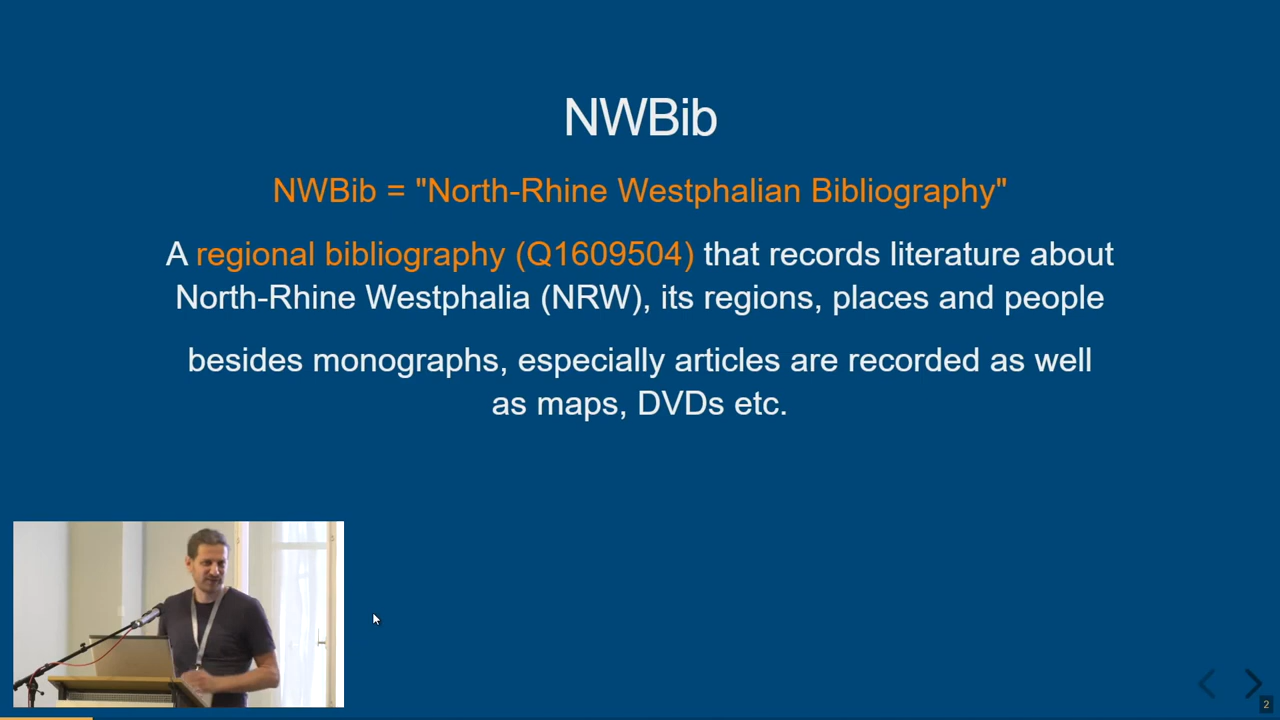 NWBib
NWBib = "North-Rhine Westphalian Bibliography"
A regional bibliography (Q1609504) that records literature about
North-Rhine Westphalia (NRW), its regions, places and people
besides monographs, especially articles are recorded as well
as maps, DVDs etc.
2